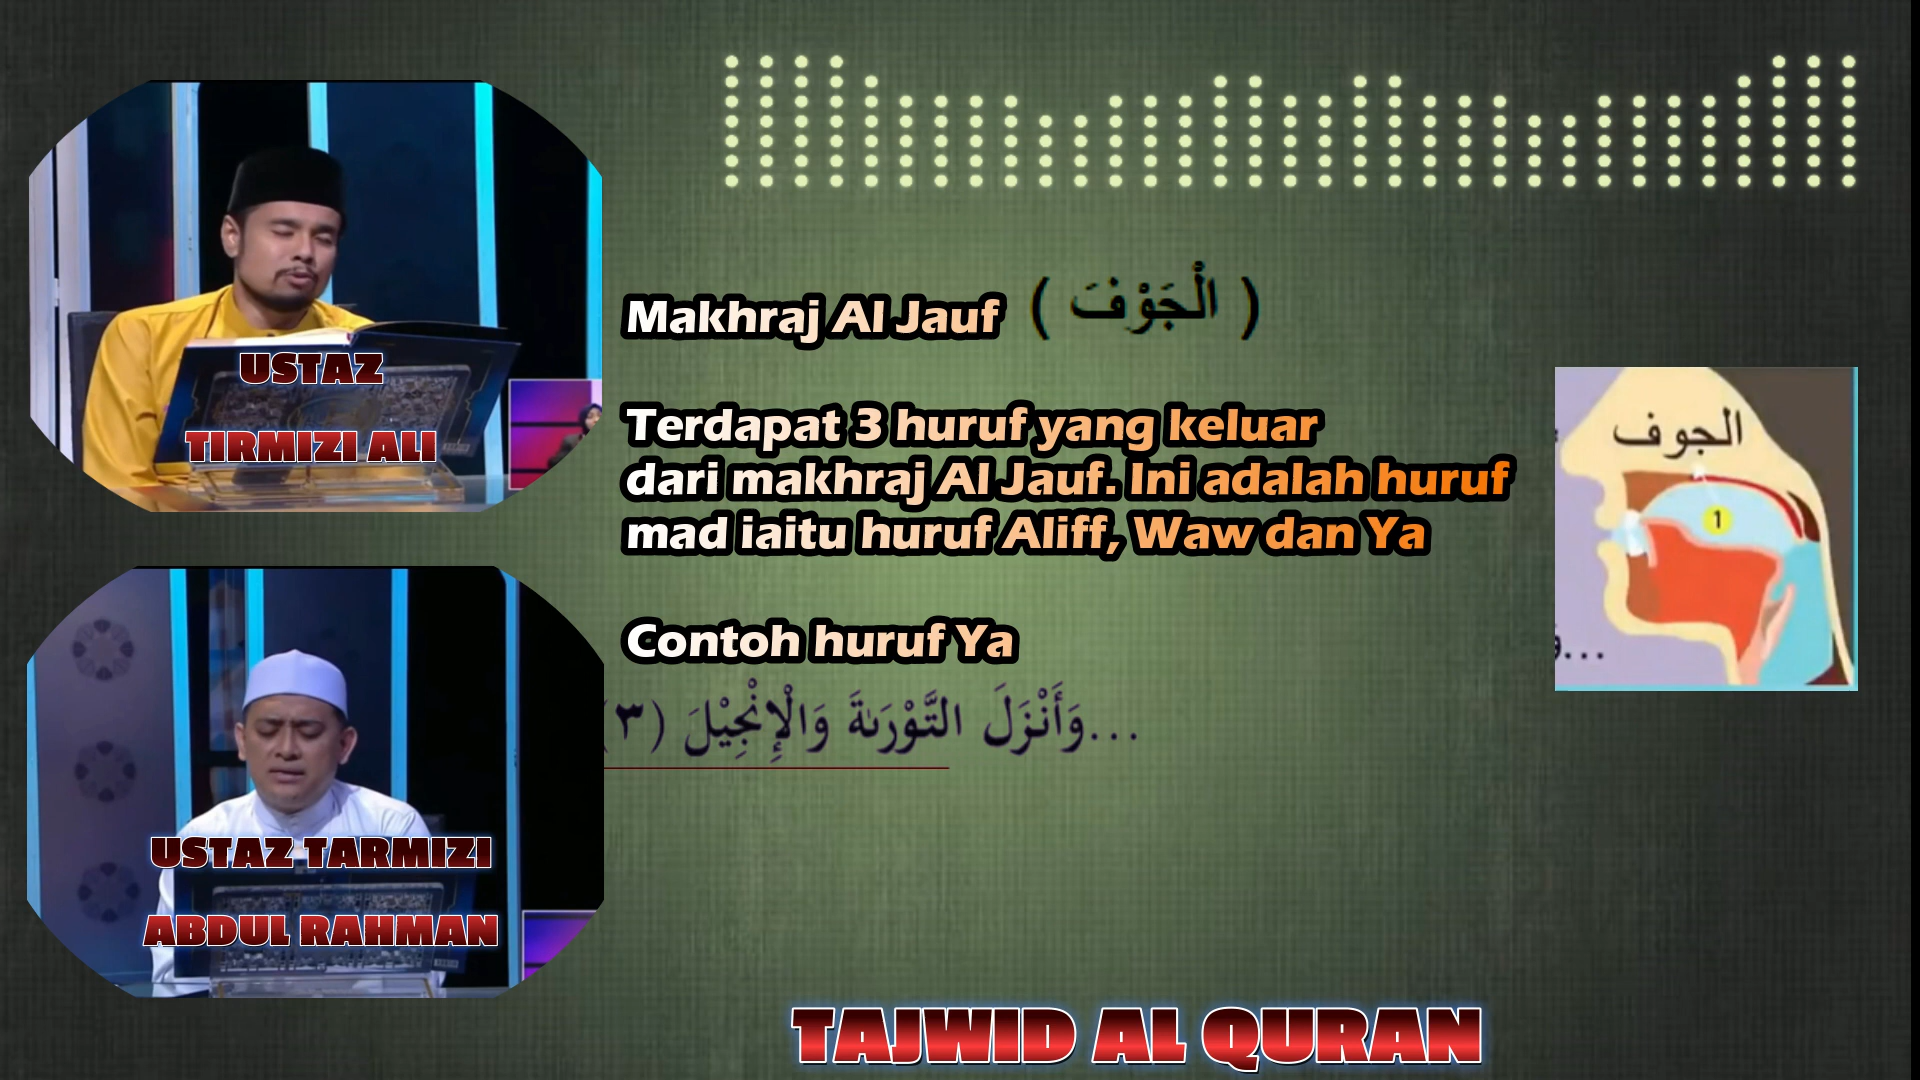 USTAZ
TIRMIZI ALI
Makhraj Al Jauf ( الْجَوْفَ )
Terdapat 3 huruf yang keluar
dari makhraj Al Jauf. Ini adalah huruf
mad iaitu huruf Aliff, Waw dan Ya
الجوف
1
Contoh huruf Ya
...وَأَنْزَلَ التَّوْرَىٰةَ وَالْإِنْجِيْلَ (٣)
USTAZ TARMIZI
ABDUL RAHMAN
TAJWID AL QURAN